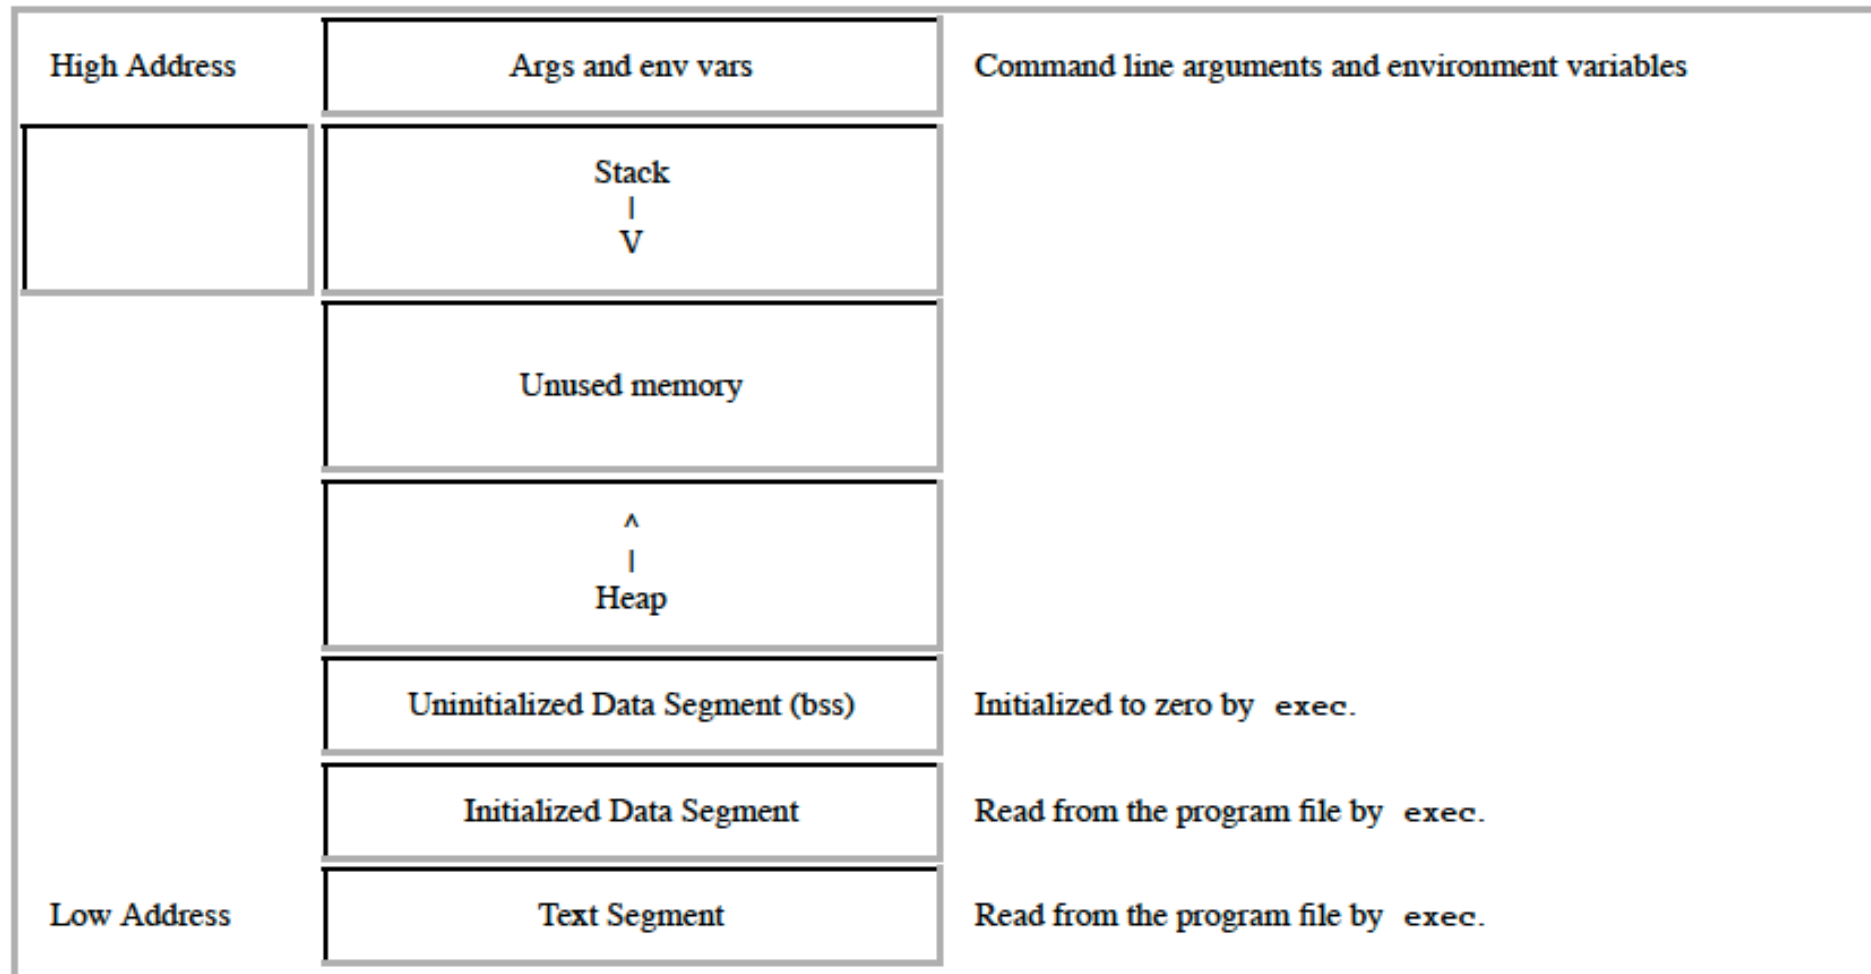 High Address Args and env vars Command line arguments and environment variables
Stack
|
V
Unused memory
^
|
Heap
Uninitialized Data Segment (bss) Initialized to zero by exec.
Initialized Data Segment Read from the program file by exec.
Low Address Text Segment Read from the program file by exec.